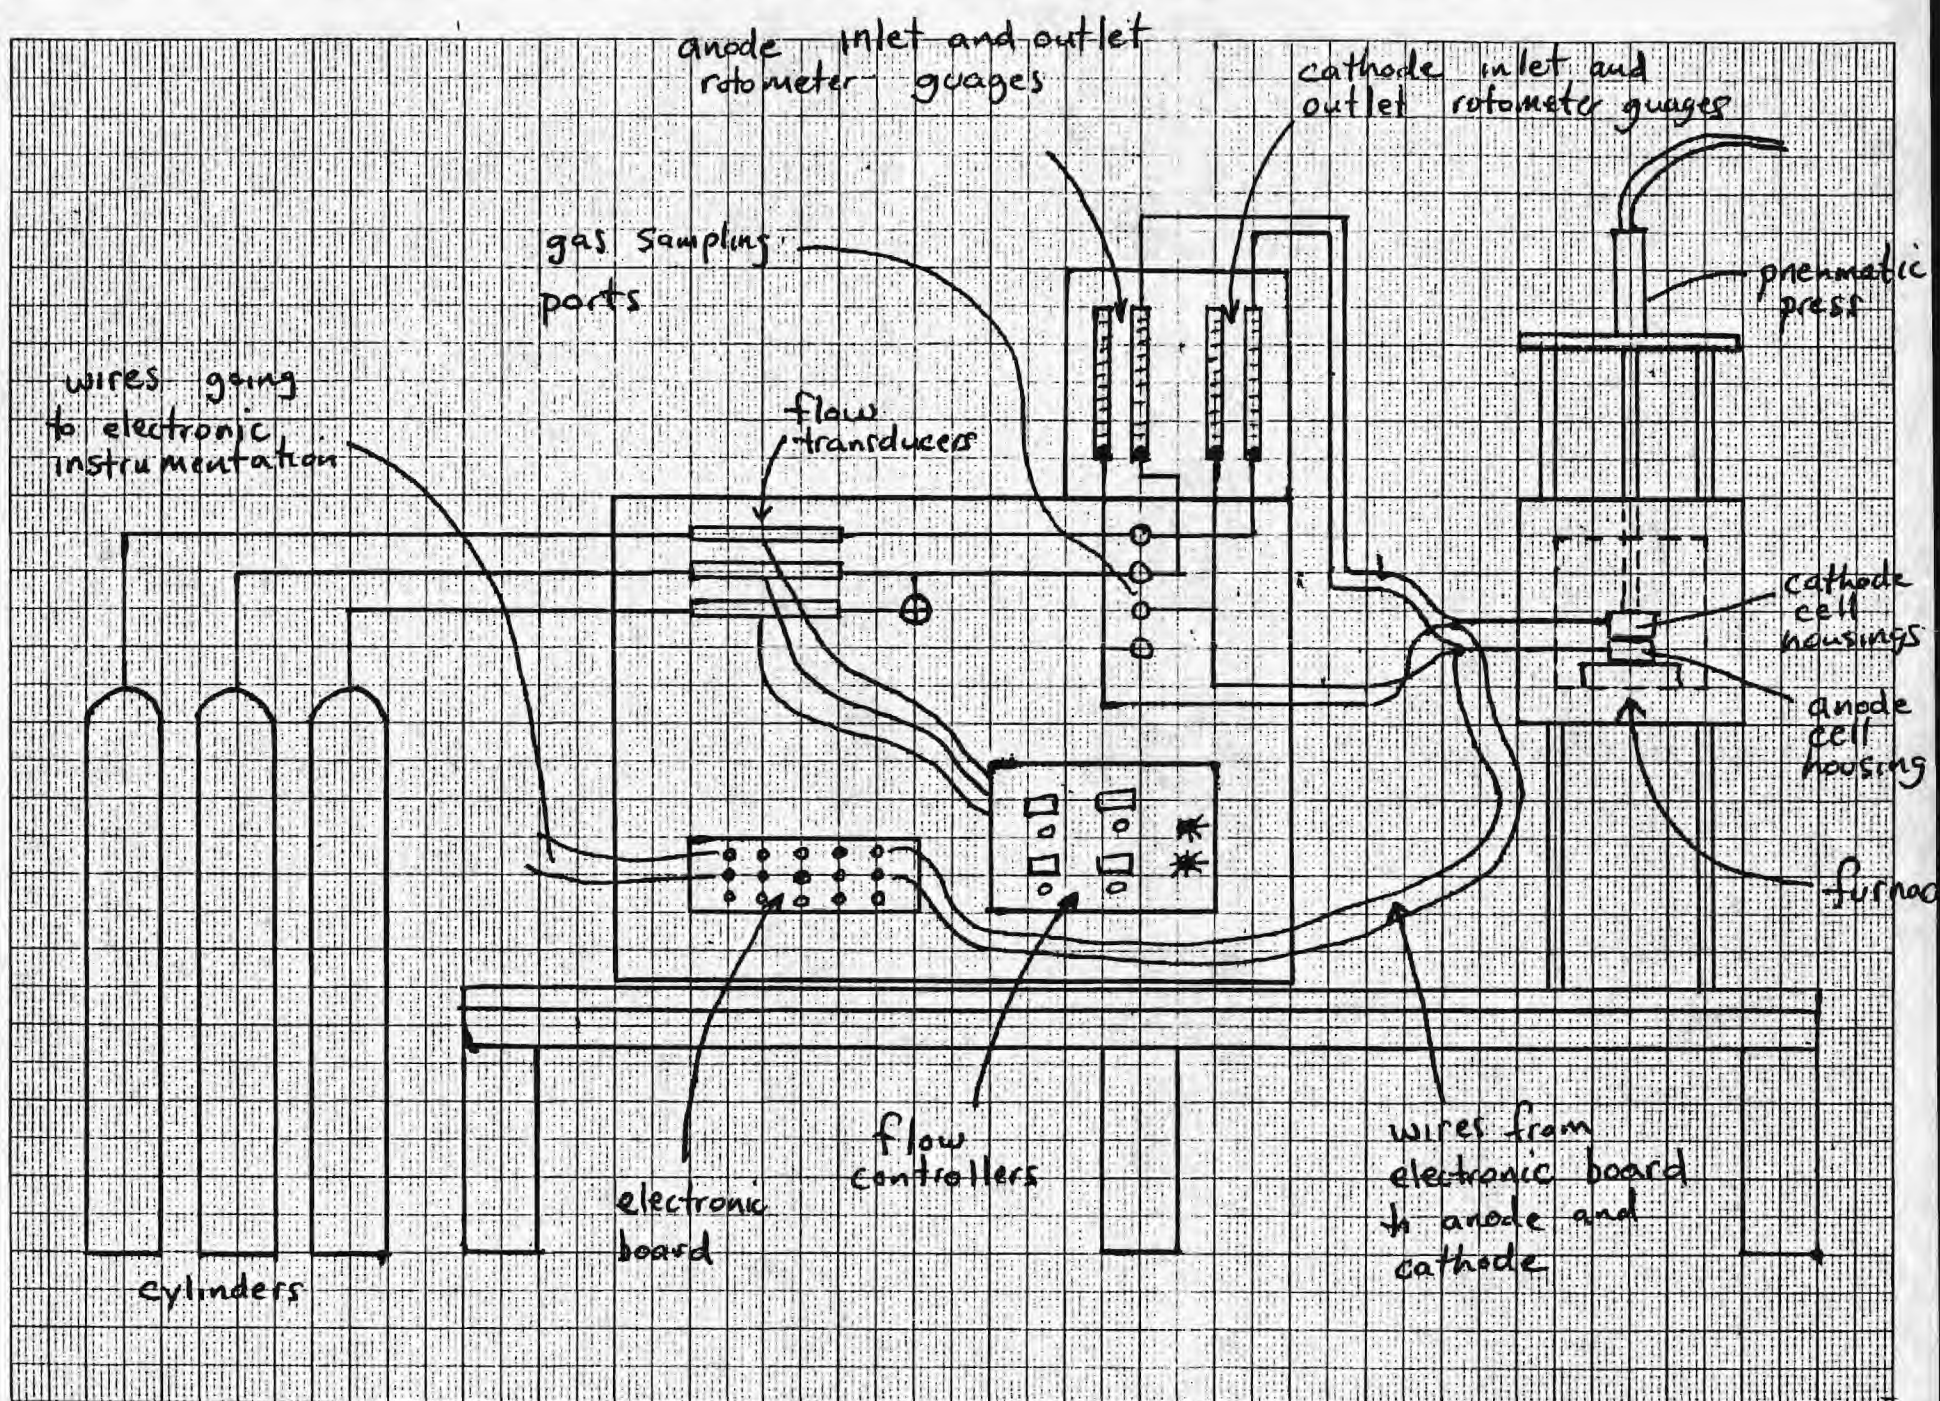 anode inlet and outlet
rotometer guages
cathode inlet and
outlet rotometer guages
gas sampling
ports
pneumatic
press
wires going
to electronic
instrumentation
flow
transducers
cathode
cell
housings
anode
cell
housing
furnac
flow
controllers
electronic
board
wires from
electronic board
to anode and
cathode
cylinders